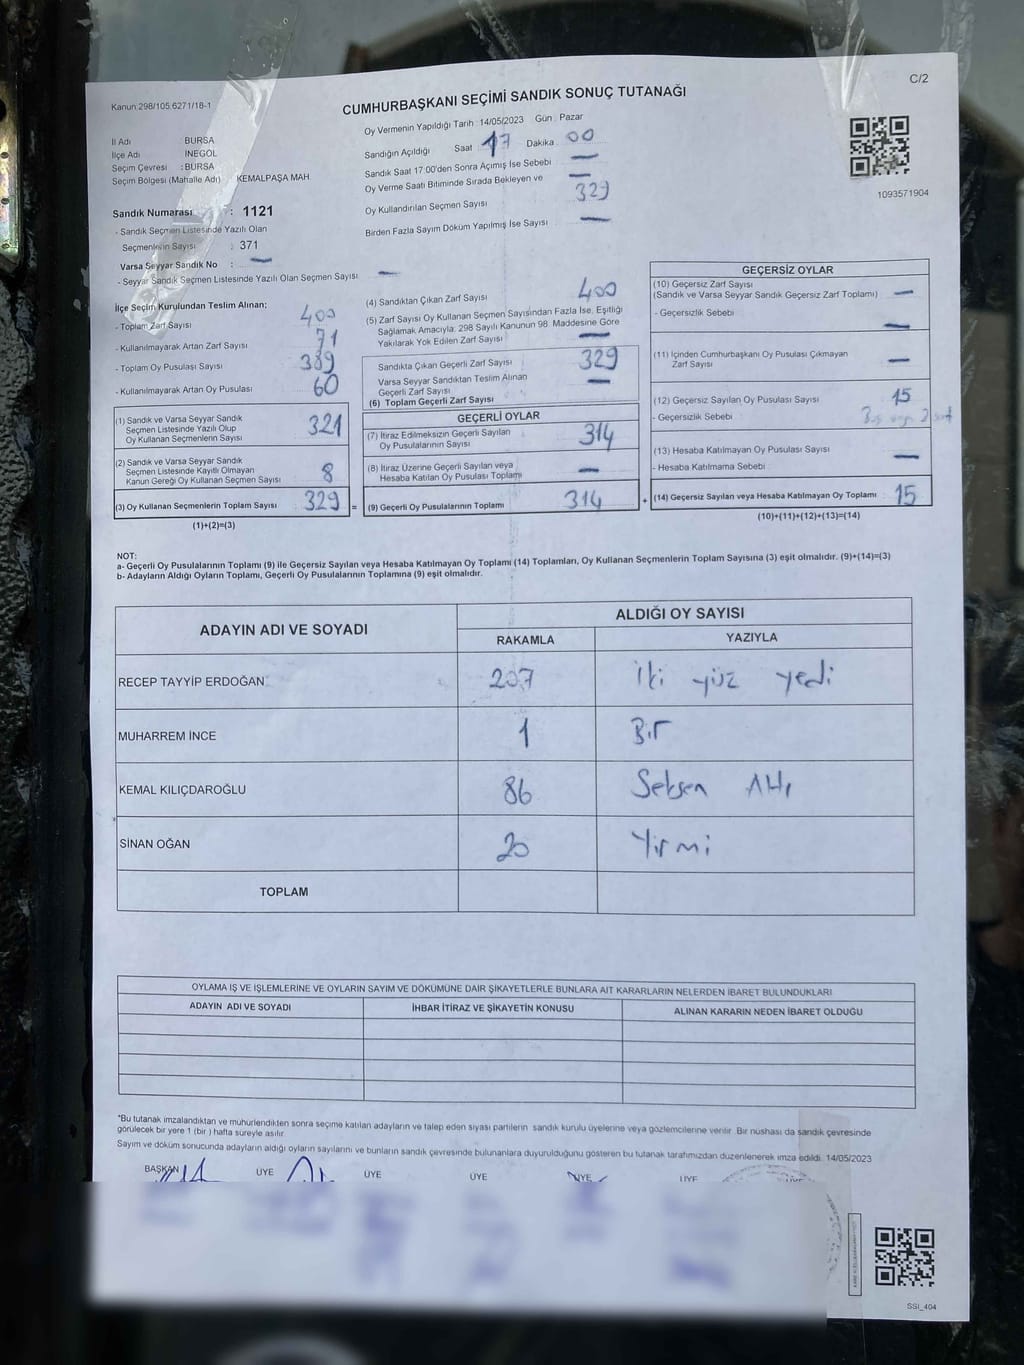 C/2
Kanun:298/105;6271/18-1
CUMHURBAŞKANI SEÇİMİ SANDIK SONUÇ TUTANAĞI
İl Adı BURSA
İlçe Adı İNEGÖL
Seçim Çevresi : BURSA
Seçim Bölgesi (Mahalle Adı) KEMALPAŞA MAH.
Sandık Numarası : 1121
- Sandık Seçmen Listesinde Yazılı Olan
Seçmenlerin Sayısı : 371
Varsa Seyyar Sandık No : —
- Seyyar Sandık Seçmen Listesinde Yazılı Olan Seçmen Sayısı —
Oy Vermenin Yapıldığı Tarih : 14/05/2023 Gün : Pazar
Sandığın Açıldığı Saat 17 Dakika 00
Sandık Saat 17:00'den Sonra Açılmış İse Sebebi —
Oy Verme Saati Bitiminde Sırada Bekleyen ve —
Oy Kullandırılan Seçmen Sayısı 329
Birden Fazla Sayım Döküm Yapılmış İse Sayısı —
1093571904
İlçe Seçim Kurulundan Teslim Alınan;
- Toplam Zarf Sayısı 400
- Kullanılmayarak Artan Zarf Sayısı 71
- Toplam Oy Pusulası Sayısı 389
- Kullanılmayarak Artan Oy Pusulası 60
(1) Sandık ve Varsa Seyyar Sandık
Seçmen Listesinde Yazılı Olup
Oy Kullanan Seçmenlerin Sayısı 321
(2) Sandık ve Varsa Seyyar Sandık
Seçmen Listesinde Kayıtlı Olmayan
Kanun Gereği Oy Kullanan Seçmen Sayısı 8
(3) Oy Kullanan Seçmenlerin Toplam Sayısı 329 =
(1)+(2)=(3)
(4) Sandıktan Çıkan Zarf Sayısı 400
(5) Zarf Sayısı Oy Kullanan Seçmen Sayısından Fazla İse, Eşitliği
Sağlamak Amacıyla; 298 Sayılı Kanunun 98. Maddesine Göre
Yakılarak Yok Edilen Zarf Sayısı —
Sandıkta Çıkan Geçerli Zarf Sayısı 329
Varsa Seyyar Sandıktan Teslim Alınan
Geçerli Zarf Sayısı —
(6) Toplam Geçerli Zarf Sayısı
GEÇERLİ OYLAR
(7) İtiraz Edilmeksizin Geçerli Sayılan
Oy Pusulalarının Sayısı 314
(8) İtiraz Üzerine Geçerli Sayılan veya
Hesaba Katılan Oy Pusulası Toplamı —
(9) Geçerli Oy Pusulalarının Toplamı 314 +
GEÇERSİZ OYLAR
(10) Geçersiz Zarf Sayısı
(Sandık ve Varsa Seyyar Sandık Geçersiz Zarf Toplamı) —
- Geçersizlik Sebebi —
(11) İçinden Cumhurbaşkanı Oy Pusulası Çıkmayan
Zarf Sayısı —
(12) Geçersiz Sayılan Oy Pusulası Sayısı 15
- Geçersizlik Sebebi
(13) Hesaba Katılmayan Oy Pusulası Sayısı —
- Hesaba Katılmama Sebebi
(14) Geçersiz Sayılan veya Hesaba Katılmayan Oy Toplamı 15
(10)+(11)+(12)+(13)=(14)
NOT:
a- Geçerli Oy Pusulalarının Toplamı (9) ile Geçersiz Sayılan veya Hesaba Katılmayan Oy Toplamı (14) Toplamları, Oy Kullanan Seçmenlerin Toplam Sayısına (3) eşit olmalıdır. (9)+(14)=(3)
b- Adayların Aldığı Oyların Toplamı, Geçerli Oy Pusulalarının Toplamına (9) eşit olmalıdır.
ADAYIN ADI VE SOYADI ALDIĞI OY SAYISI
RAKAMLA YAZIYLA
RECEP TAYYİP ERDOĞAN 207 İki yüz yedi
MUHARREM İNCE 1 Bir
KEMAL KILIÇDAROĞLU 86 Seksen Altı
SİNAN OĞAN 20 Yirmi
TOPLAM
OYLAMA İŞ VE İŞLEMLERİNE VE OYLARIN SAYIM VE DÖKÜMÜNE DAİR ŞİKAYETLERLE BUNLARA AİT KARARLARIN NELERDEN İBARET BULUNDUKLARI
ADAYIN ADI VE SOYADI İHBAR İTİRAZ VE ŞİKAYETİN KONUSU ALINAN KARARIN NEDEN İBARET OLDUĞU
*Bu tutanak imzalandıktan ve mühürlendikten sonra seçime katılan adayların ve talep eden siyasi partilerin sandık kurulu üyelerine veya gözlemcilerine verilir. Bir nüshası da sandık çevresinde
görülecek bir yere 1 (bir) hafta süreyle asılır.
Sayım ve döküm sonucunda adayların aldığı oyların sayılarını ve bunların sandık çevresinde bulunanlara duyurulduğunu gösteren bu tutanak tarafımızdan düzenlenerek imza edildi. 14/05/2023
BAŞKAN ÜYE ÜYE ÜYE ÜYE ÜYE ÜYE
SSİ_404